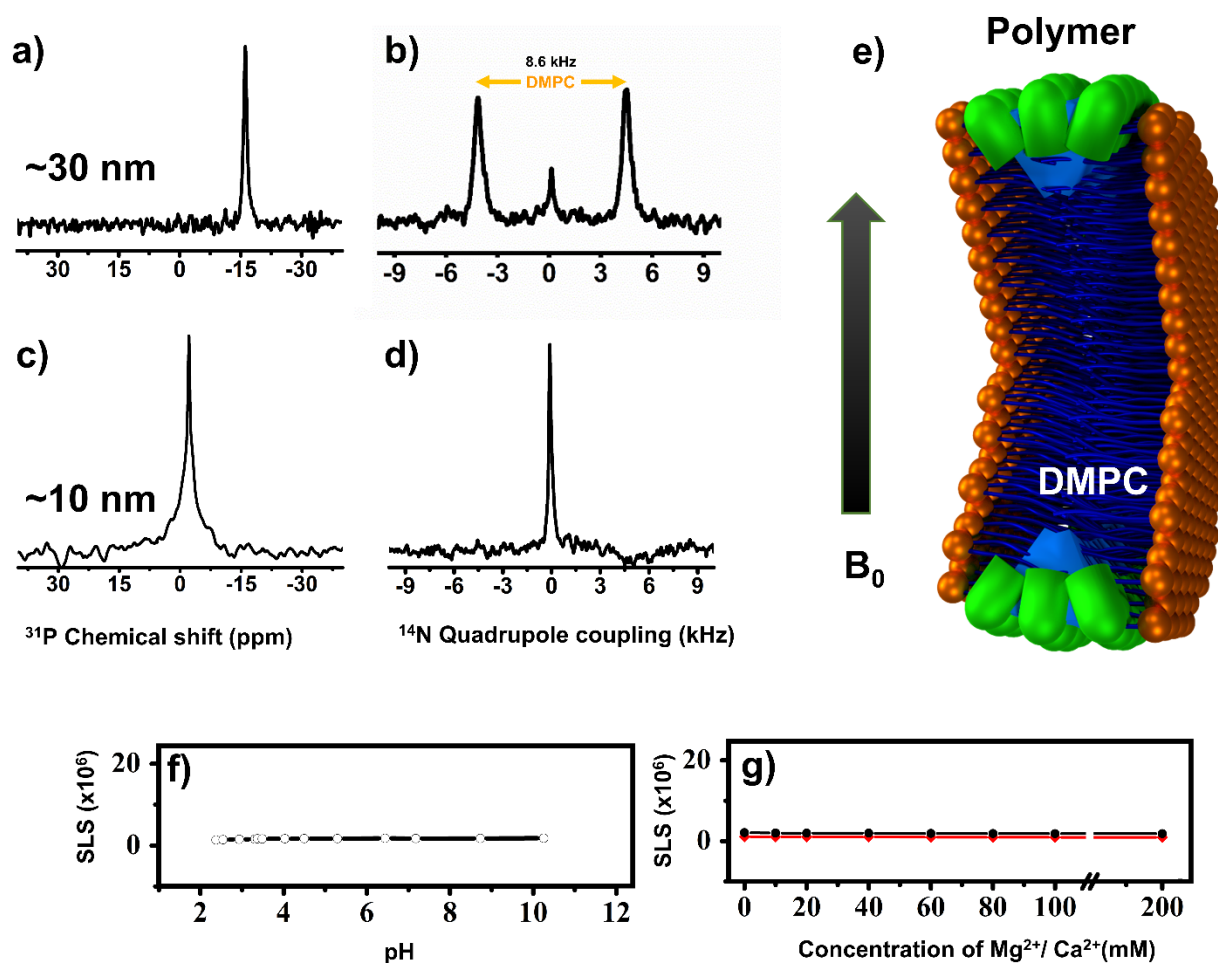 a)
~30 nm
30 15 0 -15 -30
b)
8.6 kHz
DMPC
-9 -6 -3 0 3 6 9
c)
~10 nm
30 15 0 -15 -30
³¹P Chemical shift (ppm)
d)
-9 -6 -3 0 3 6 9
¹⁴N Quadrupole coupling (kHz)
e)
Polymer
DMPC
B₀
f)
SLS (x10⁶)
20
0
2 4 6 8 10 12
pH
g)
SLS (x10⁶)
20
0
0 20 40 60 80 100 200
Concentration of Mg²⁺/ Ca²⁺(mM)